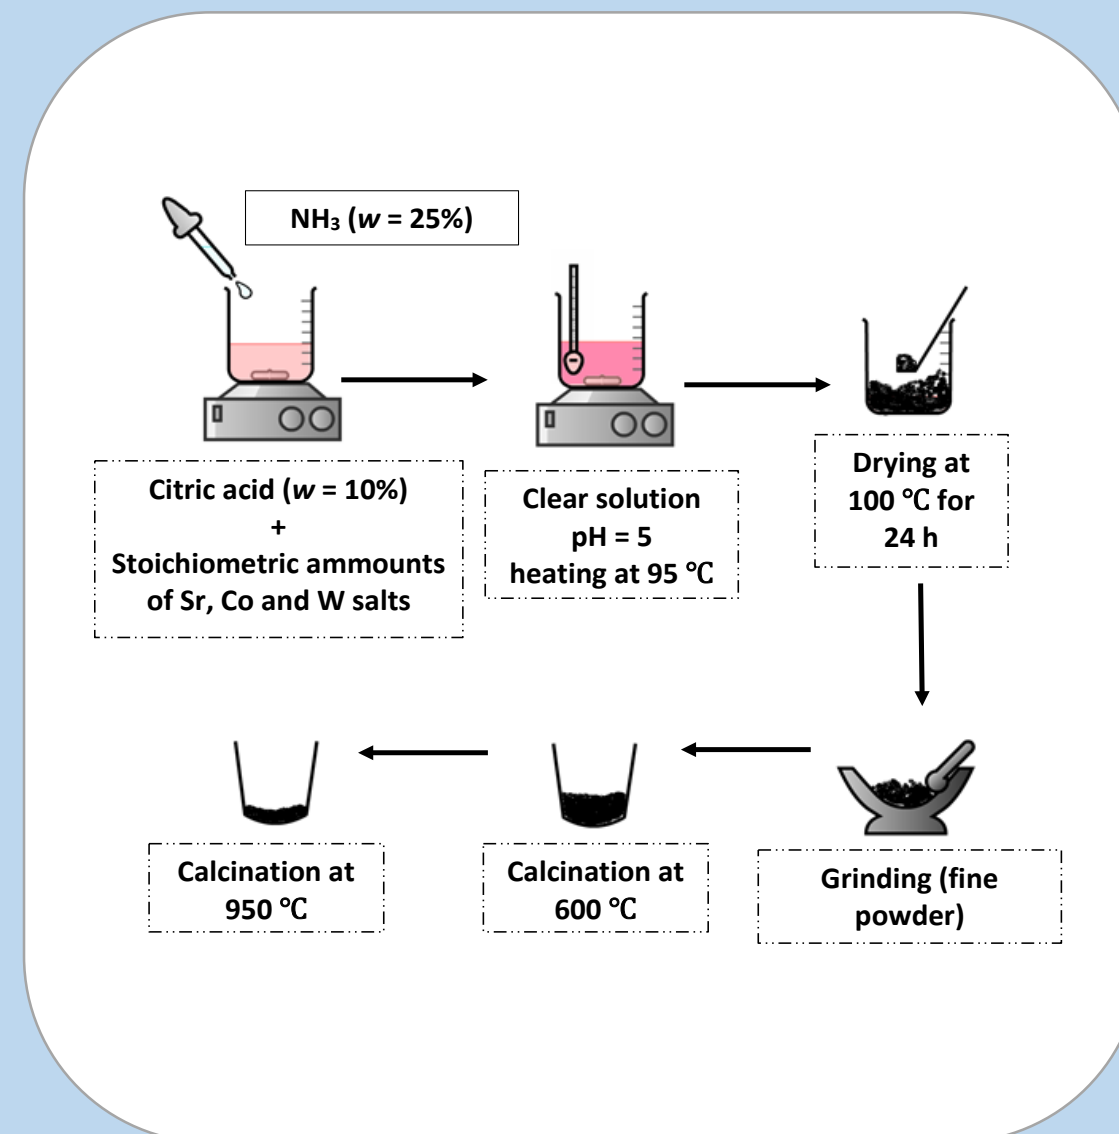 NH₃ (w = 25%)
Citric acid (w = 10%)
+
Stoichiometric ammounts
of Sr, Co and W salts
Clear solution
pH = 5
heating at 95 ℃
Drying at
100 ℃ for
24 h
Grinding (fine
powder)
Calcination at
600 ℃
Calcination at
950 ℃